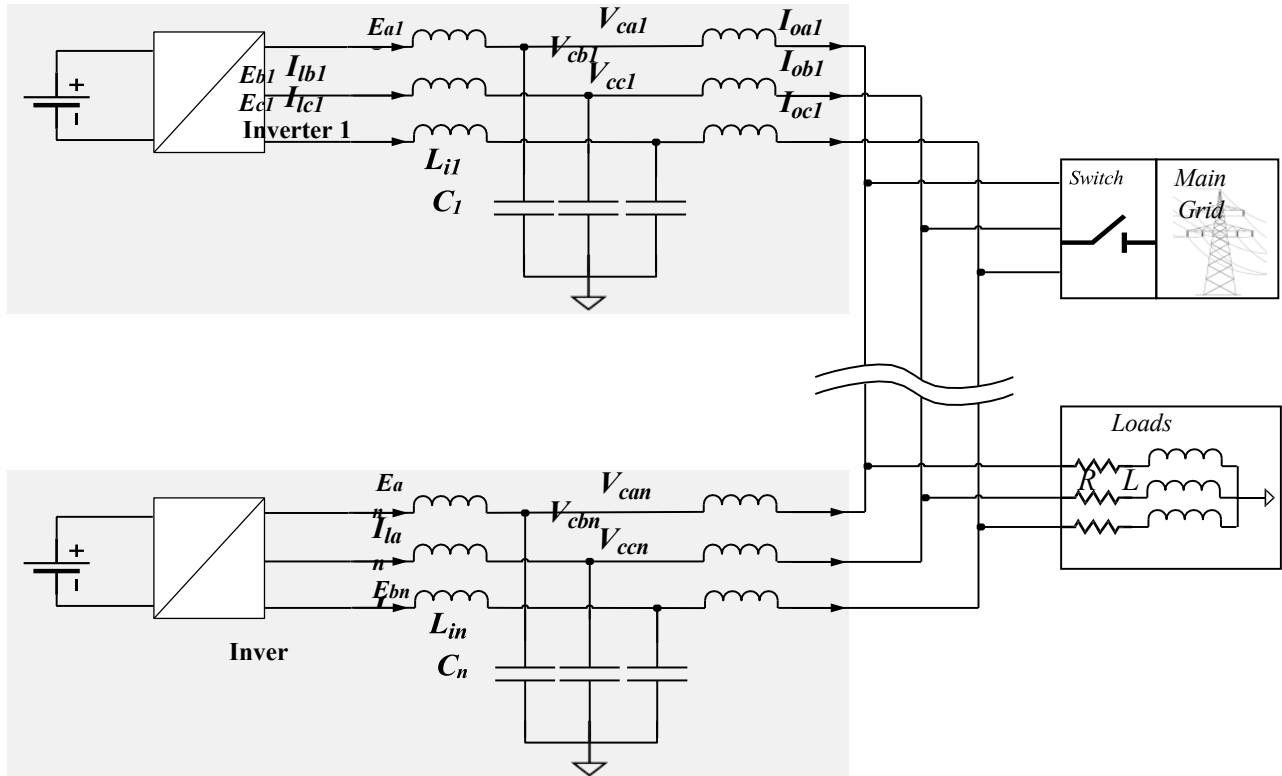 Ea1
Vca1
Ioa1
Vcb1
Iob1
Eb1 Ilb1
Vcc1
Ec1 Ilc1
Ioc1
Inverter 1
+
-
Li1
C1
Switch
Main
Grid
Loads
R L
Ea
n
Vcan
Vcbn
Ila
n
Vccn
Ebn
+
-
Lin
Inver
Cn